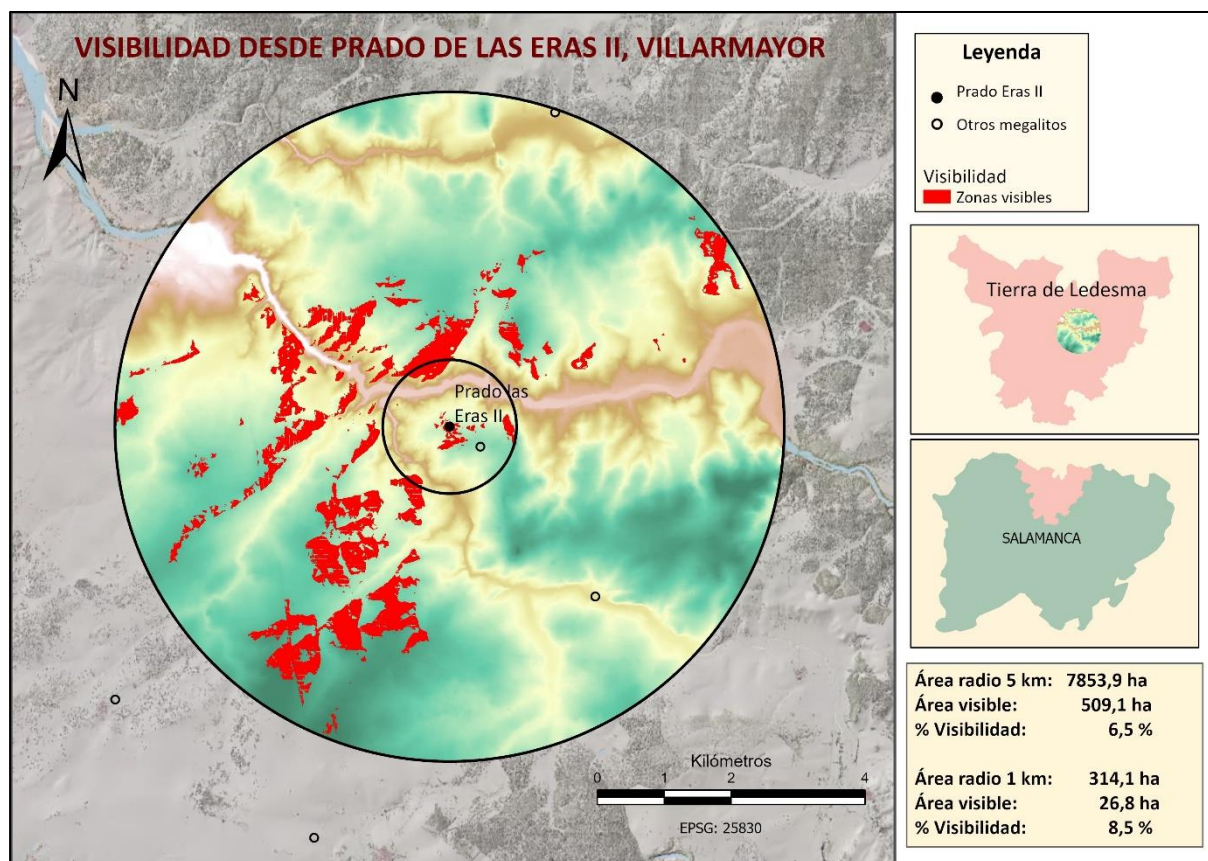 VISIBILIDAD DESDE PRADO DE LAS ERAS II, VILLARMAYOR
N
Prado las
Eras II
Kilómetros
0 1 2 4
EPSG: 25830
Leyenda
Prado Eras II
Otros megalitos
Visibilidad
Zonas visibles
Tierra de Ledesma
SALAMANCA
Área radio 5 km: 7853,9 ha
Área visible: 509,1 ha
% Visibilidad: 6,5 %
Área radio 1 km: 314,1 ha
Área visible: 26,8 ha
% Visibilidad: 8,5 %